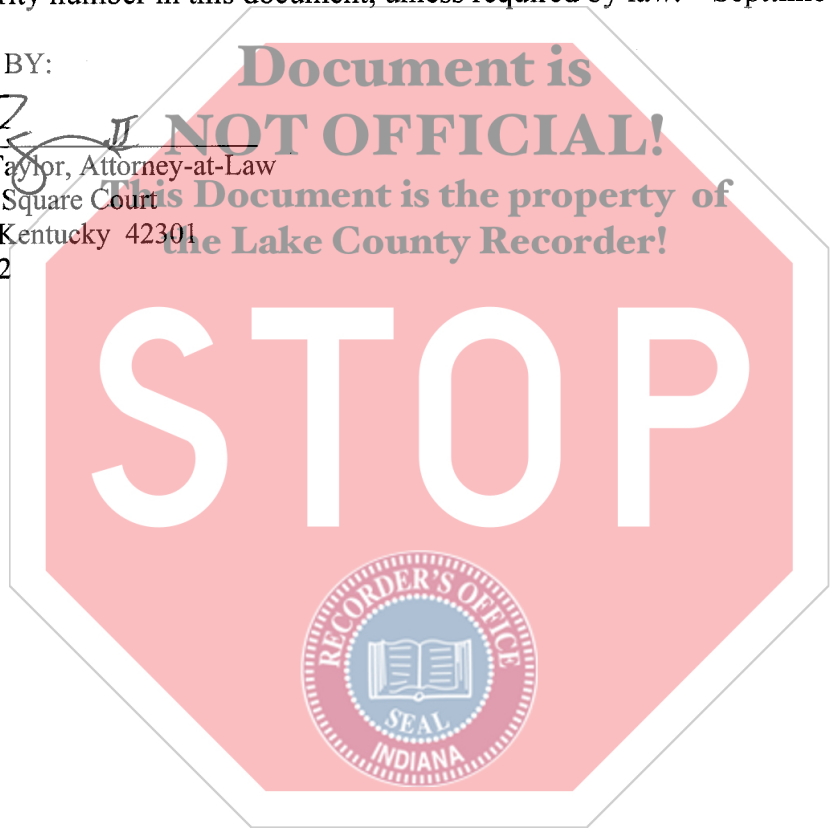 number in this document, unless required by law.
BY:
Document is
NOT OFFICIAL!
II
Taylor, Attorney-at-Law
This Document is the property of
Square Court
Kentucky 42301
the Lake County Recorder!
2
STOP
RECORDER'S OFFICE
SEAL
INDIANA